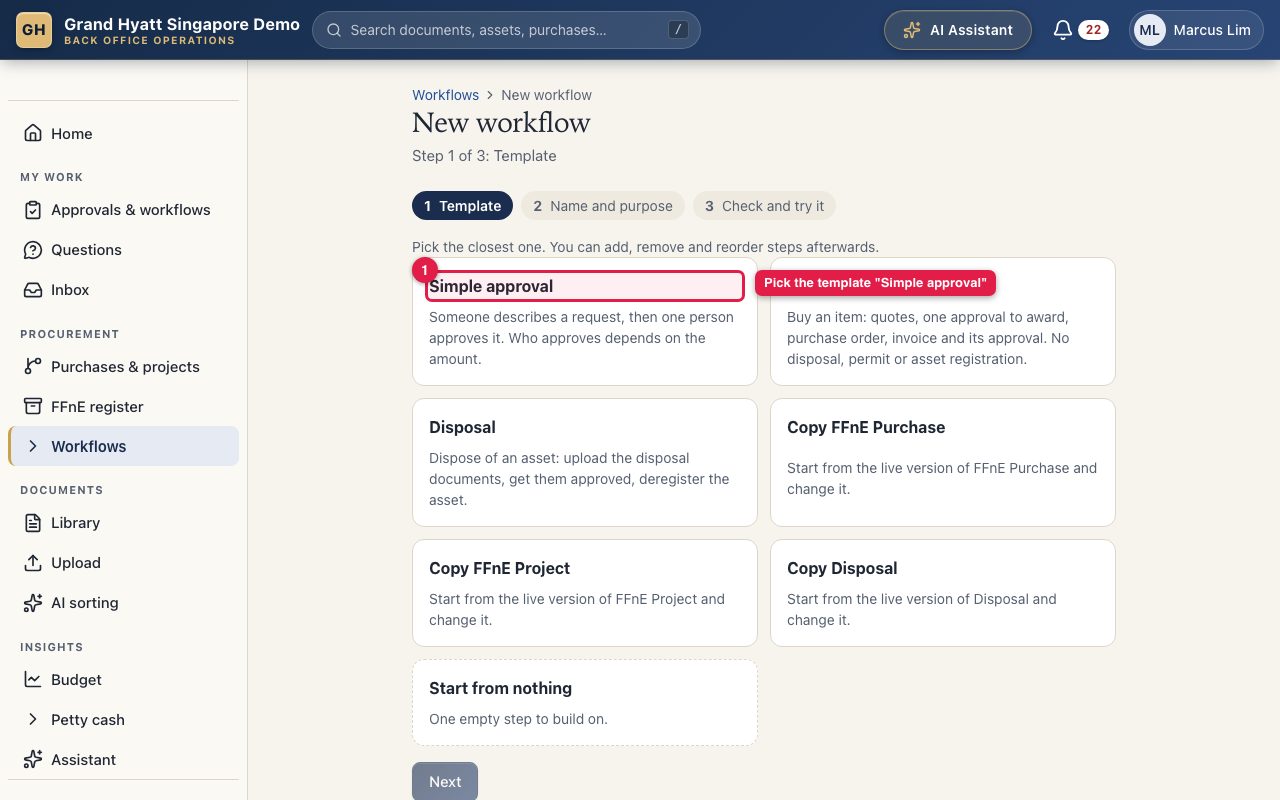 GH
Grand Hyatt Singapore Demo
BACK OFFICE OPERATIONS
Search documents, assets, purchases...
/
AI Assistant
22
ML
Marcus Lim
Home
MY WORK
Approvals & workflows
Questions
Inbox
PROCUREMENT
Purchases & projects
FFnE register
Workflows
DOCUMENTS
Library
Upload
AI sorting
INSIGHTS
Budget
Petty cash
Assistant
Workflows > New workflow
New workflow
Step 1 of 3: Template
1 Template
2 Name and purpose
3 Check and try it
Pick the closest one. You can add, remove and reorder steps afterwards.
1
Simple approval
Pick the template "Simple approval"
Someone describes a request, then one person
approves it. Who approves depends on the
amount.
Buy an item: quotes, one approval to award,
purchase order, invoice and its approval. No
disposal, permit or asset registration.
Disposal
Dispose of an asset: upload the disposal
documents, get them approved, deregister the
asset.
Copy FFnE Purchase
Start from the live version of FFnE Purchase and
change it.
Copy FFnE Project
Start from the live version of FFnE Project and
change it.
Copy Disposal
Start from the live version of Disposal and
change it.
Start from nothing
One empty step to build on.
Next